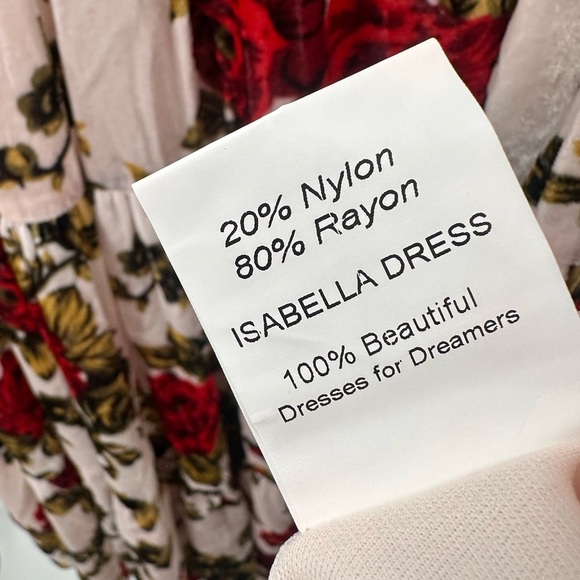 20% Nylon
80% Rayon
ISABELLA DRESS
100% Beautiful
Dresses for Dreamers